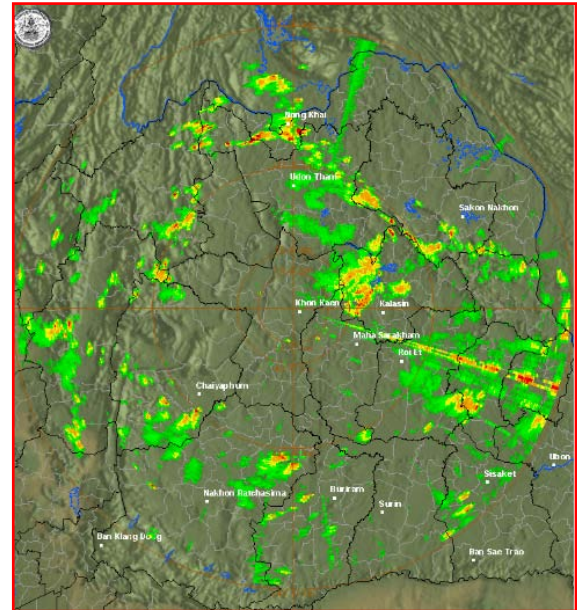 Nong Khai
Udon Thani
Sakon Nakhon
Khon Kaen
Kalasin
Maha Sarakham
Roi Et
Chaiyaphum
Ubon
Sisaket
Nakhon Ratchasima
Buriram
Surin
Ban Klang Dong
Ban Sae Trao